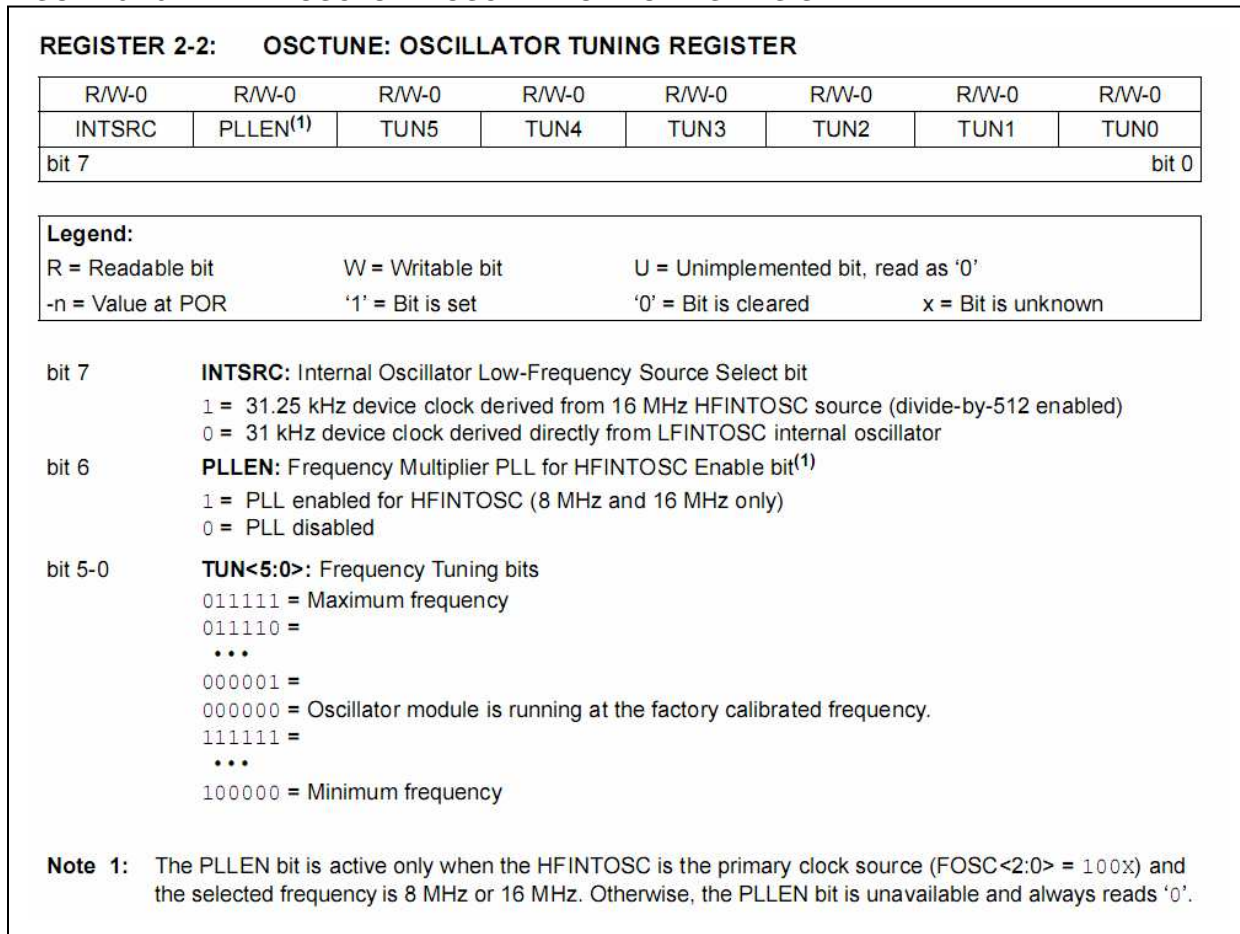 REGISTER 2-2: OSCTUNE: OSCILLATOR TUNING REGISTER
R/W-0 R/W-0 R/W-0 R/W-0 R/W-0 R/W-0 R/W-0 R/W-0
INTSRC PLLEN(1) TUN5 TUN4 TUN3 TUN2 TUN1 TUN0
bit 7 bit 0
Legend:
R = Readable bit W = Writable bit U = Unimplemented bit, read as ‘0’
-n = Value at POR ‘1’ = Bit is set ‘0’ = Bit is cleared x = Bit is unknown
bit 7 INTSRC: Internal Oscillator Low-Frequency Source Select bit
1 = 31.25 kHz device clock derived from 16 MHz HFINTOSC source (divide-by-512 enabled)
0 = 31 kHz device clock derived directly from LFINTOSC internal oscillator
bit 6 PLLEN: Frequency Multiplier PLL for HFINTOSC Enable bit(1)
1 = PLL enabled for HFINTOSC (8 MHz and 16 MHz only)
0 = PLL disabled
bit 5-0 TUN<5:0>: Frequency Tuning bits
011111 = Maximum frequency
011110 =
• • •
000001 =
000000 = Oscillator module is running at the factory calibrated frequency.
111111 =
• • •
100000 = Minimum frequency
Note 1: The PLLEN bit is active only when the HFINTOSC is the primary clock source (FOSC<2:0> = 100X) and
the selected frequency is 8 MHz or 16 MHz. Otherwise, the PLLEN bit is unavailable and always reads ‘0’.